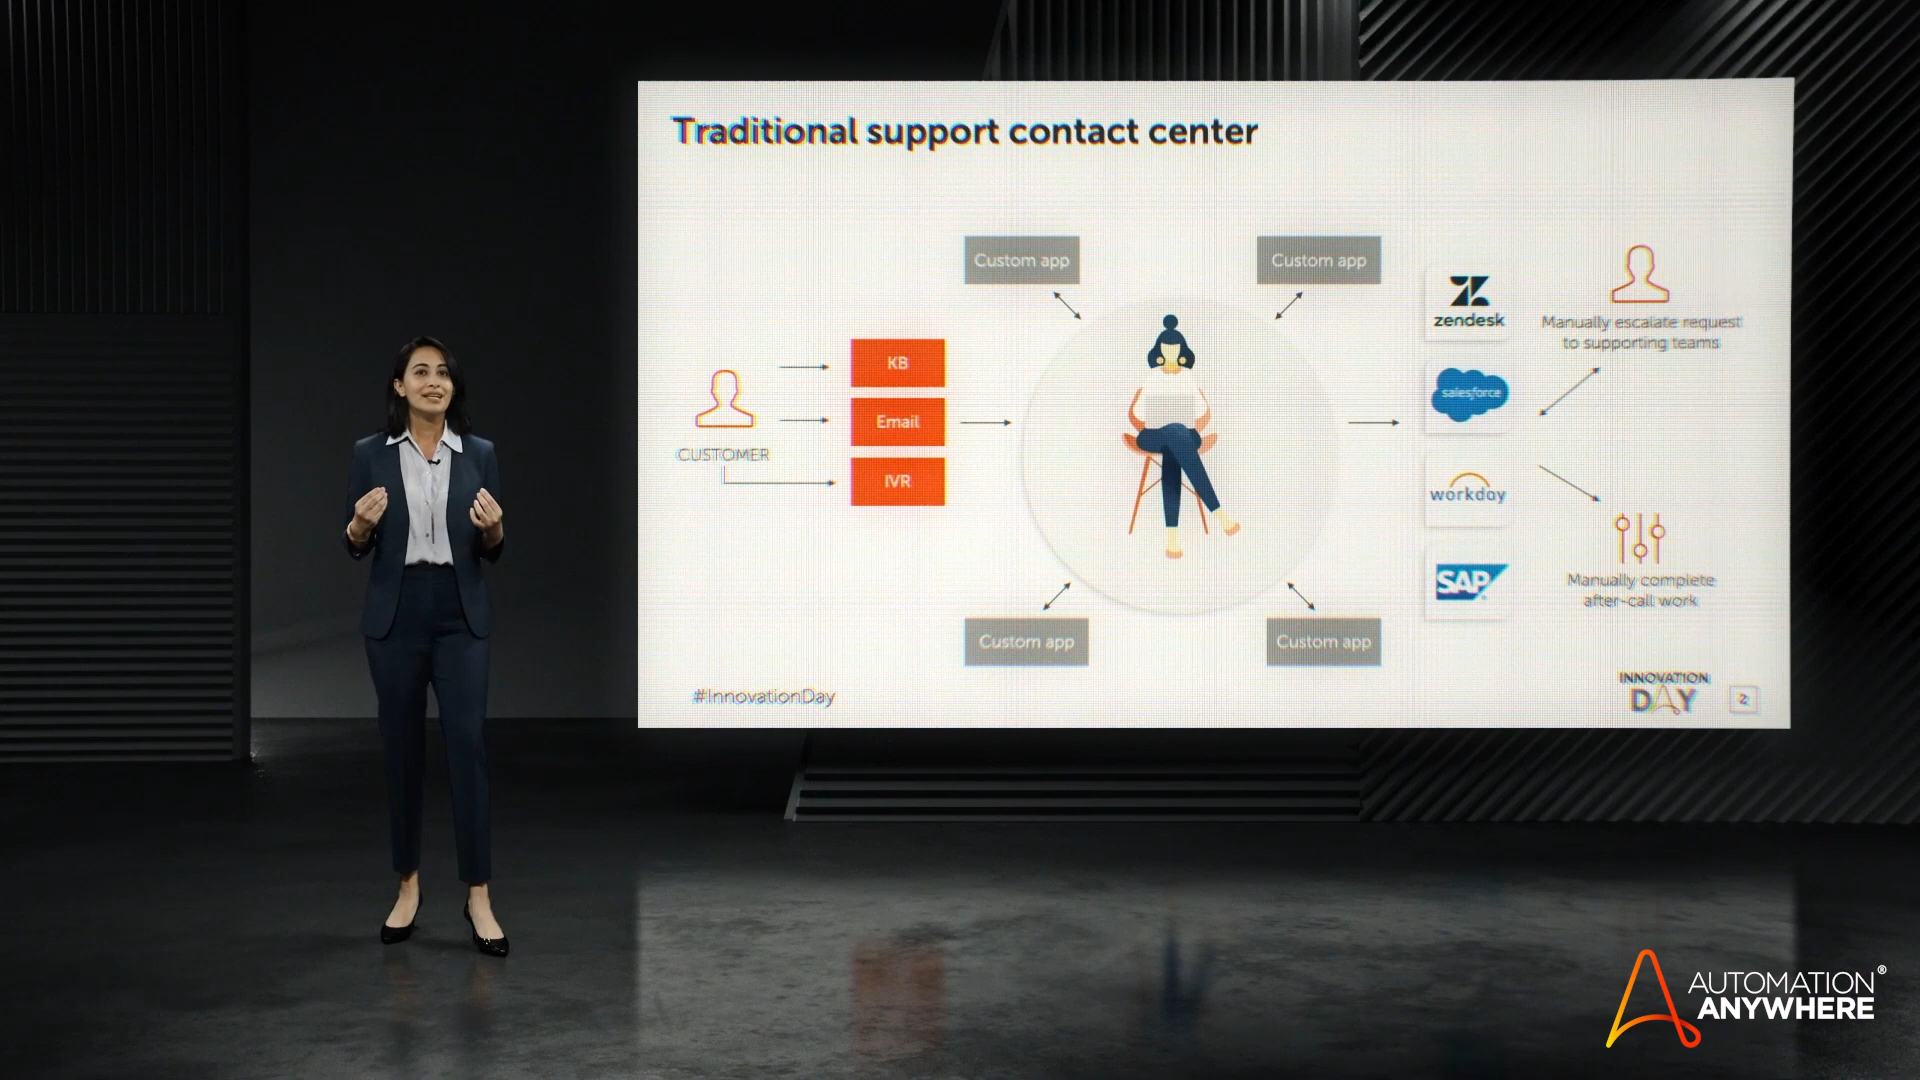 Traditional support contact center
Custom app
Custom app
zendesk
Manually escalate request
to supporting teams
KB
salesforce
Email
CUSTOMER
IVR
workday
SAP
Manually complete
after-call work
Custom app
Custom app
#InnovationDay
INNOVATION
DAY
2
AUTOMATION®
ANYWHERE